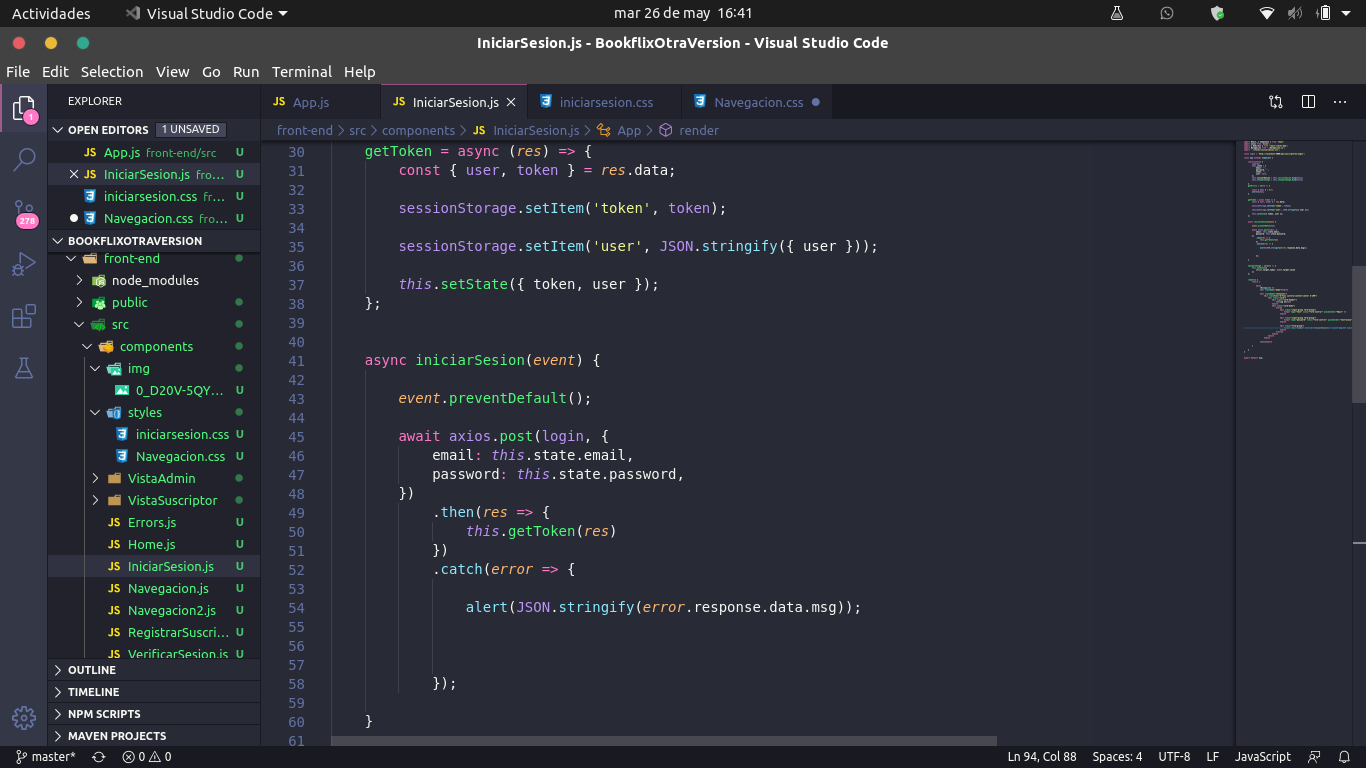 Actividades Visual Studio Code mar 26 de may 16:41
IniciarSesion.js - BookflixOtraVersion - Visual Studio Code
File Edit Selection View Go Run Terminal Help
EXPLORER
OPEN EDITORS 1 UNSAVED
JS App.js front-end/src U
JS IniciarSesion.js fro... U
iniciarsesion.css fr... U
Navegacion.css fro... U
BOOKFLIXOTRAVERSION
front-end
node_modules
public
src
components
img
0_D20V-5QY... U
styles
iniciarsesion.css U
Navegacion.css U
VistaAdmin
VistaSuscriptor
JS Errors.js U
JS Home.js U
JS IniciarSesion.js U
JS Navegacion.js U
JS Navegacion2.js U
JS RegistrarSuscri... U
JS VerificarSesion.js U
OUTLINE
TIMELINE
NPM SCRIPTS
MAVEN PROJECTS
1
278
JS App.js JS IniciarSesion.js iniciarsesion.css Navegacion.css
front-end > src > components > JS IniciarSesion.js > App > render
30 getToken = async (res) => {
31 const { user, token } = res.data;
32
33 sessionStorage.setItem('token', token);
34
35 sessionStorage.setItem('user', JSON.stringify({ user }));
36
37 this.setState({ token, user });
38 };
39
40
41 async iniciarSesion(event) {
42
43 event.preventDefault();
44
45 await axios.post(login, {
46 email: this.state.email,
47 password: this.state.password,
48 })
49 .then(res => {
50 this.getToken(res)
51 })
52 .catch(error => {
53
54 alert(JSON.stringify(error.response.data.msg));
55
56
57
58 });
59
60 }
61
master* 0 0 Ln 94, Col 88 Spaces: 4 UTF-8 LF JavaScript